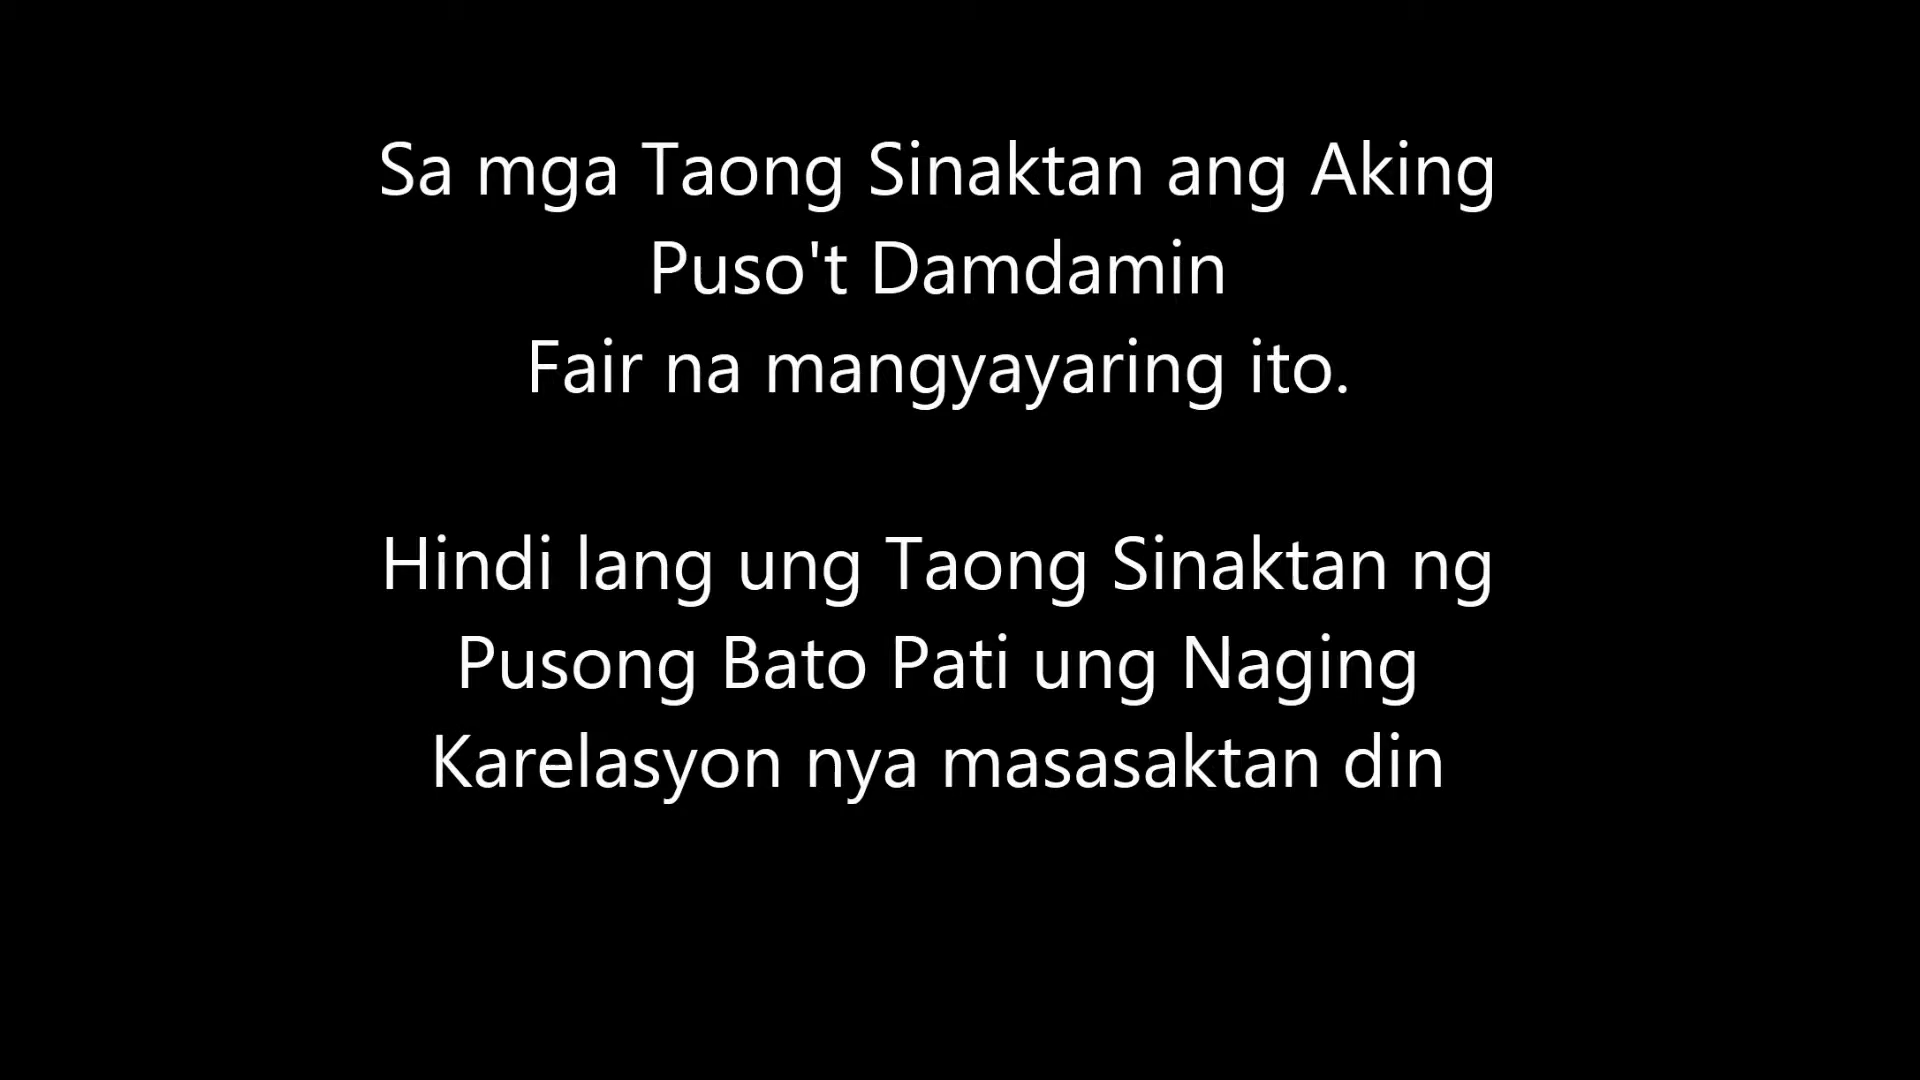 Sa mga Taong Sinaktan ang Aking
Puso't Damdamin
Fair na mangyayaring ito.
Hindi lang ung Taong Sinaktan ng
Pusong Bato Pati ung Naging
Karelasyon nya masasaktan din